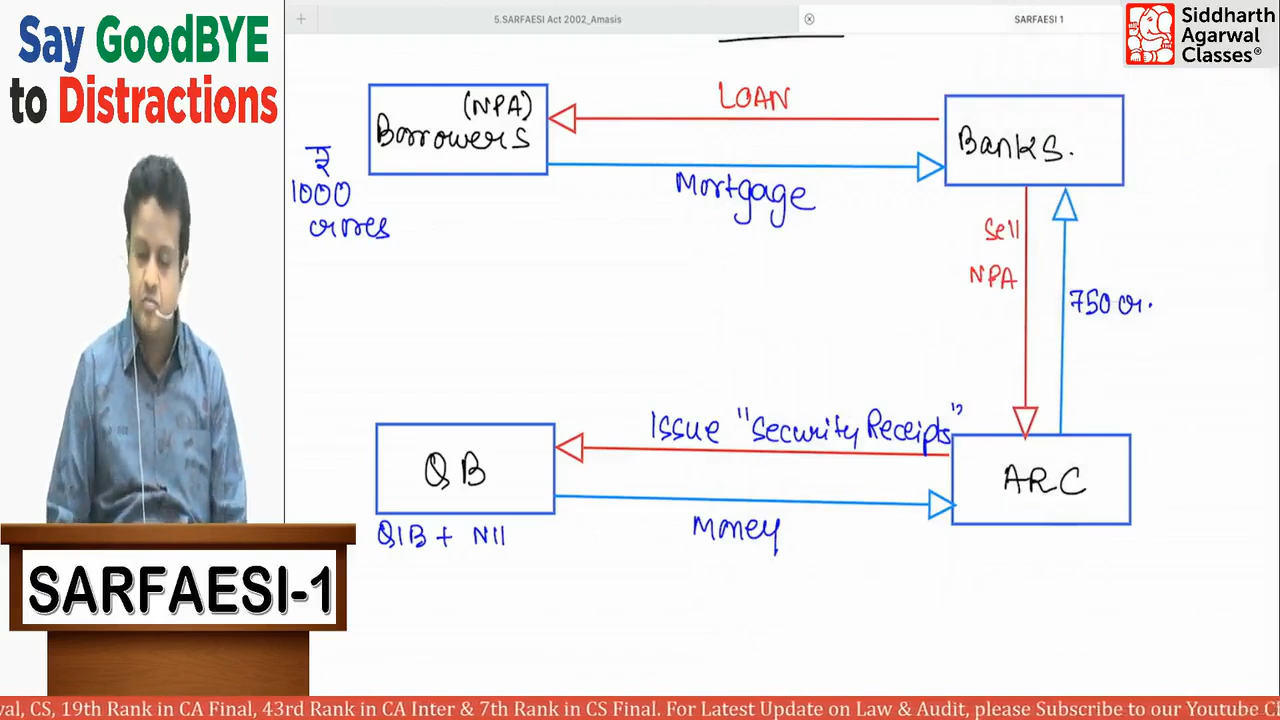 Say GoodBYE
to Distractions
5.SARFAESI Act 2002_Amasis
SARFAESI 1
Siddharth
Agarwal
Classes®
(NPA)
Borrowers
₹
1000
crores
LOAN
Mortgage
Banks.
Sell
NPA
750 cr.
Issue "Security Receipts"
QB
QIB + NII
Money
ARC
SARFAESI-1
val, CS, 19th Rank in CA Final, 43rd Rank in CA Inter & 7th Rank in CS Final. For Latest Update on Law & Audit, please Subscribe to our Youtube C